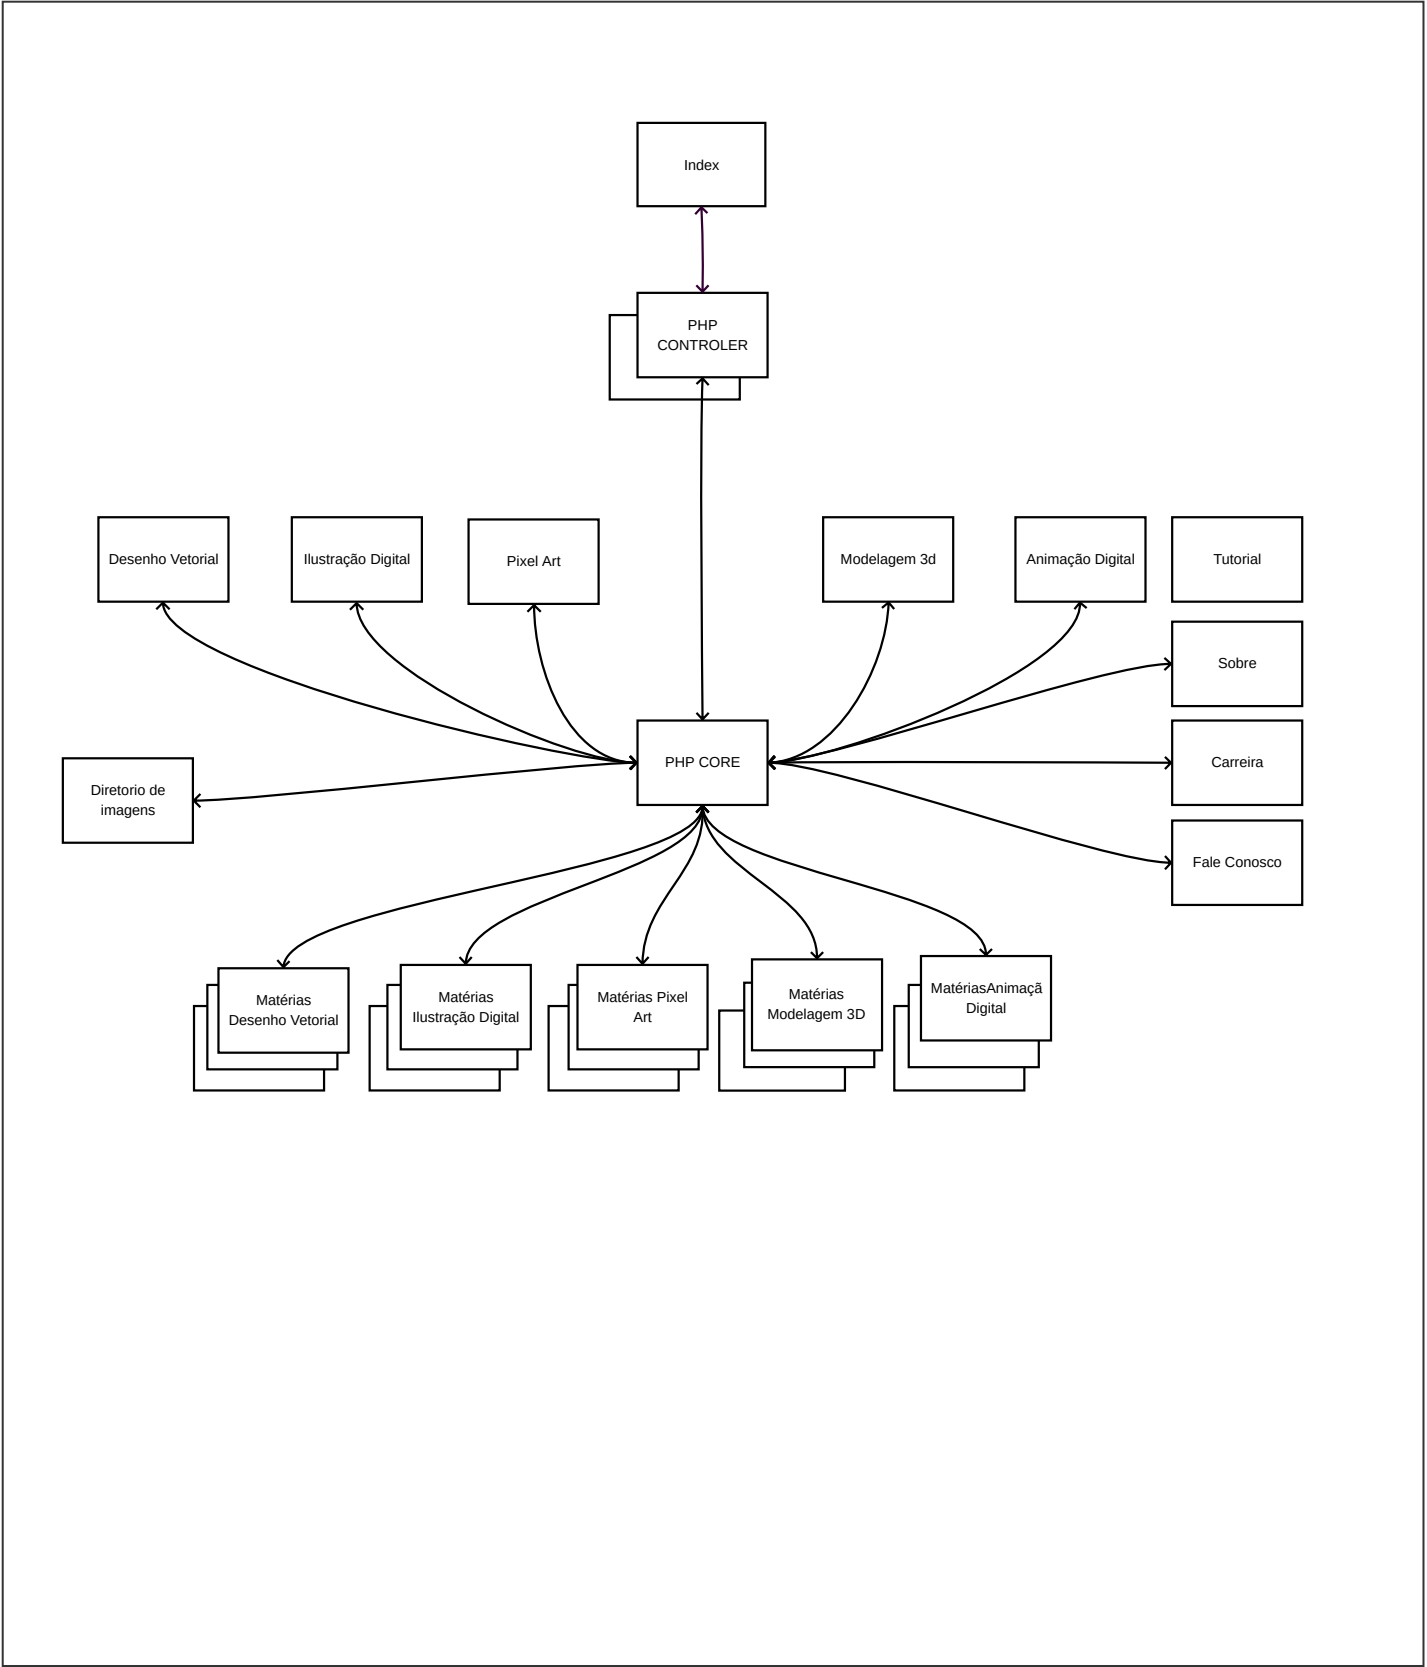 Index
PHP
CONTROLER
Desenho Vetorial
Ilustração Digital
Pixel Art
Modelagem 3d
Animação Digital
Tutorial
Sobre
PHP CORE
Carreira
Diretorio de
imagens
Fale Conosco
Matérias
Desenho Vetorial
Matérias
Ilustração Digital
Matérias Pixel
Art
Matérias
Modelagem 3D
MatériasAnimaçã
Digital